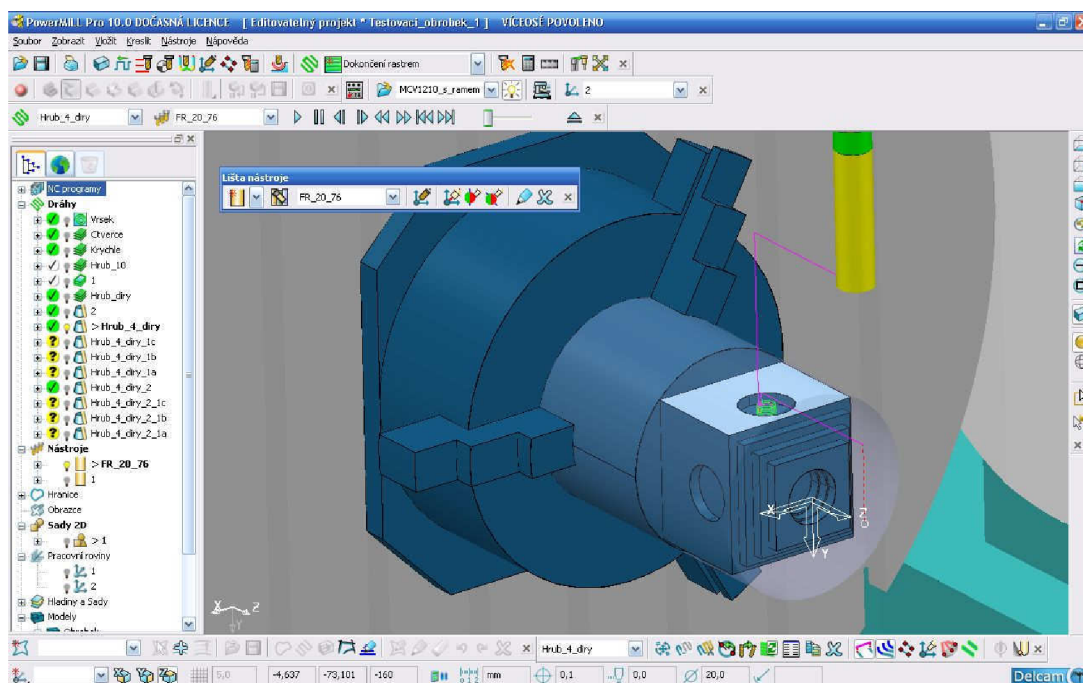 PowerMILL Pro 10.0 DOČASNÁ LICENCE [ Editovatelný projekt * Testovaci_obrobek_1 ] VÍCEOSÉ POVOLENO
Soubor Zobrazit Vložit Kreslit Nástroje Nápověda
Dokončení rastrem
MCV1210_s_ramem 2
Hrub_4_diry FR_20_76
Lišta nástroje
FR_20_76
NC programy
Dráhy
Vrsek
Ctverce
Krychle
Hrub_18
1
Hrub_diry
2
> Hrub_4_diry
Hrub_4_diry_1c
Hrub_4_diry_1b
Hrub_4_diry_1a
Hrub_4_diry_2
Hrub_4_diry_2_1c
Hrub_4_diry_2_1b
Hrub_4_diry_2_1a
Nástroje
> FR_20_76
1
Hranice
Obrazce
Sady 2D
> 1
Pracovní roviny
1
2
Hladiny a Sady
Modely
X Z
Y
X Z
Y
Hrub_4_diry
5,0 -4,637 -73,101 -160 mm 0,1 0,0 20,0
Delcam